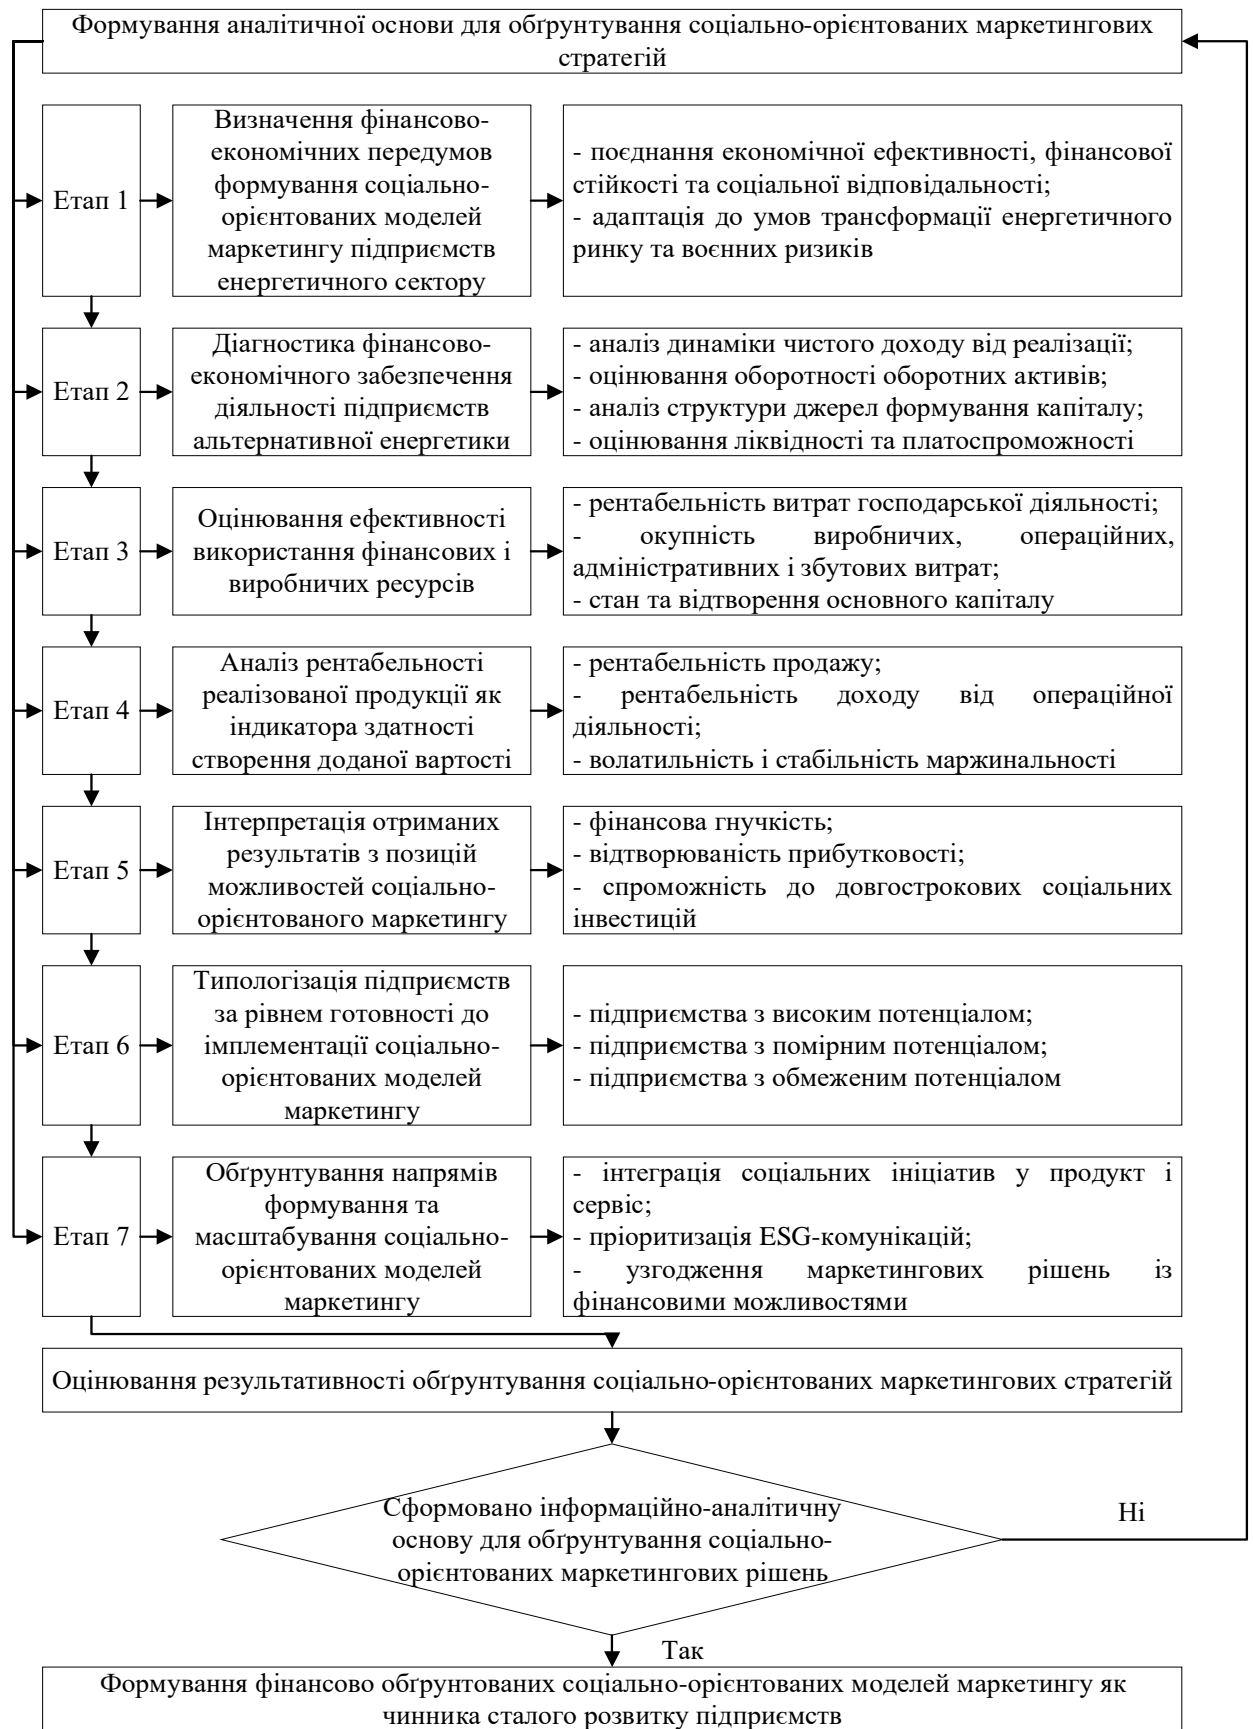 Формування аналітичної основи для обґрунтування соціально-орієнтованих маркетингових
стратегій
Етап 1
Визначення фінансово-
економічних передумов
формування соціально-
орієнтованих моделей
маркетингу підприємств
енергетичного сектору
- поєднання економічної ефективності, фінансової
стійкості та соціальної відповідальності;
- адаптація до умов трансформації енергетичного
ринку та воєнних ризиків
Етап 2
Діагностика фінансово-
економічного забезпечення
діяльності підприємств
альтернативної енергетики
- аналіз динаміки чистого доходу від реалізації;
- оцінювання оборотності оборотних активів;
- аналіз структури джерел формування капіталу;
- оцінювання ліквідності та платоспроможності
Етап 3
Оцінювання ефективності
використання фінансових і
виробничих ресурсів
- рентабельність витрат господарської діяльності;
- окупність виробничих, операційних,
адміністративних і збутових витрат;
- стан та відтворення основного капіталу
Етап 4
Аналіз рентабельності
реалізованої продукції як
індикатора здатності
створення доданої вартості
- рентабельність продажу;
- рентабельність доходу від операційної
діяльності;
- волатильність і стабільність маржинальності
Етап 5
Інтерпретація отриманих
результатів з позицій
можливостей соціально-
орієнтованого маркетингу
- фінансова гнучкість;
- відтворюваність прибутковості;
- спроможність до довгострокових соціальних
інвестицій
Етап 6
Типологізація підприємств
за рівнем готовності до
імплементації соціально-
орієнтованих моделей
маркетингу
- підприємства з високим потенціалом;
- підприємства з помірним потенціалом;
- підприємства з обмеженим потенціалом
Етап 7
Обґрунтування напрямів
формування та
масштабування соціально-
орієнтованих моделей
маркетингу
- інтеграція соціальних ініціатив у продукт і
сервіс;
- пріоритизація ESG-комунікацій;
- узгодження маркетингових рішень із
фінансовими можливостями
Оцінювання результативності обґрунтування соціально-орієнтованих маркетингових стратегій
Сформовано інформаційно-аналітичну
основу для обґрунтування соціально-
орієнтованих маркетингових рішень
Ні
Так
Формування фінансово обґрунтованих соціально-орієнтованих моделей маркетингу як
чинника сталого розвитку підприємств